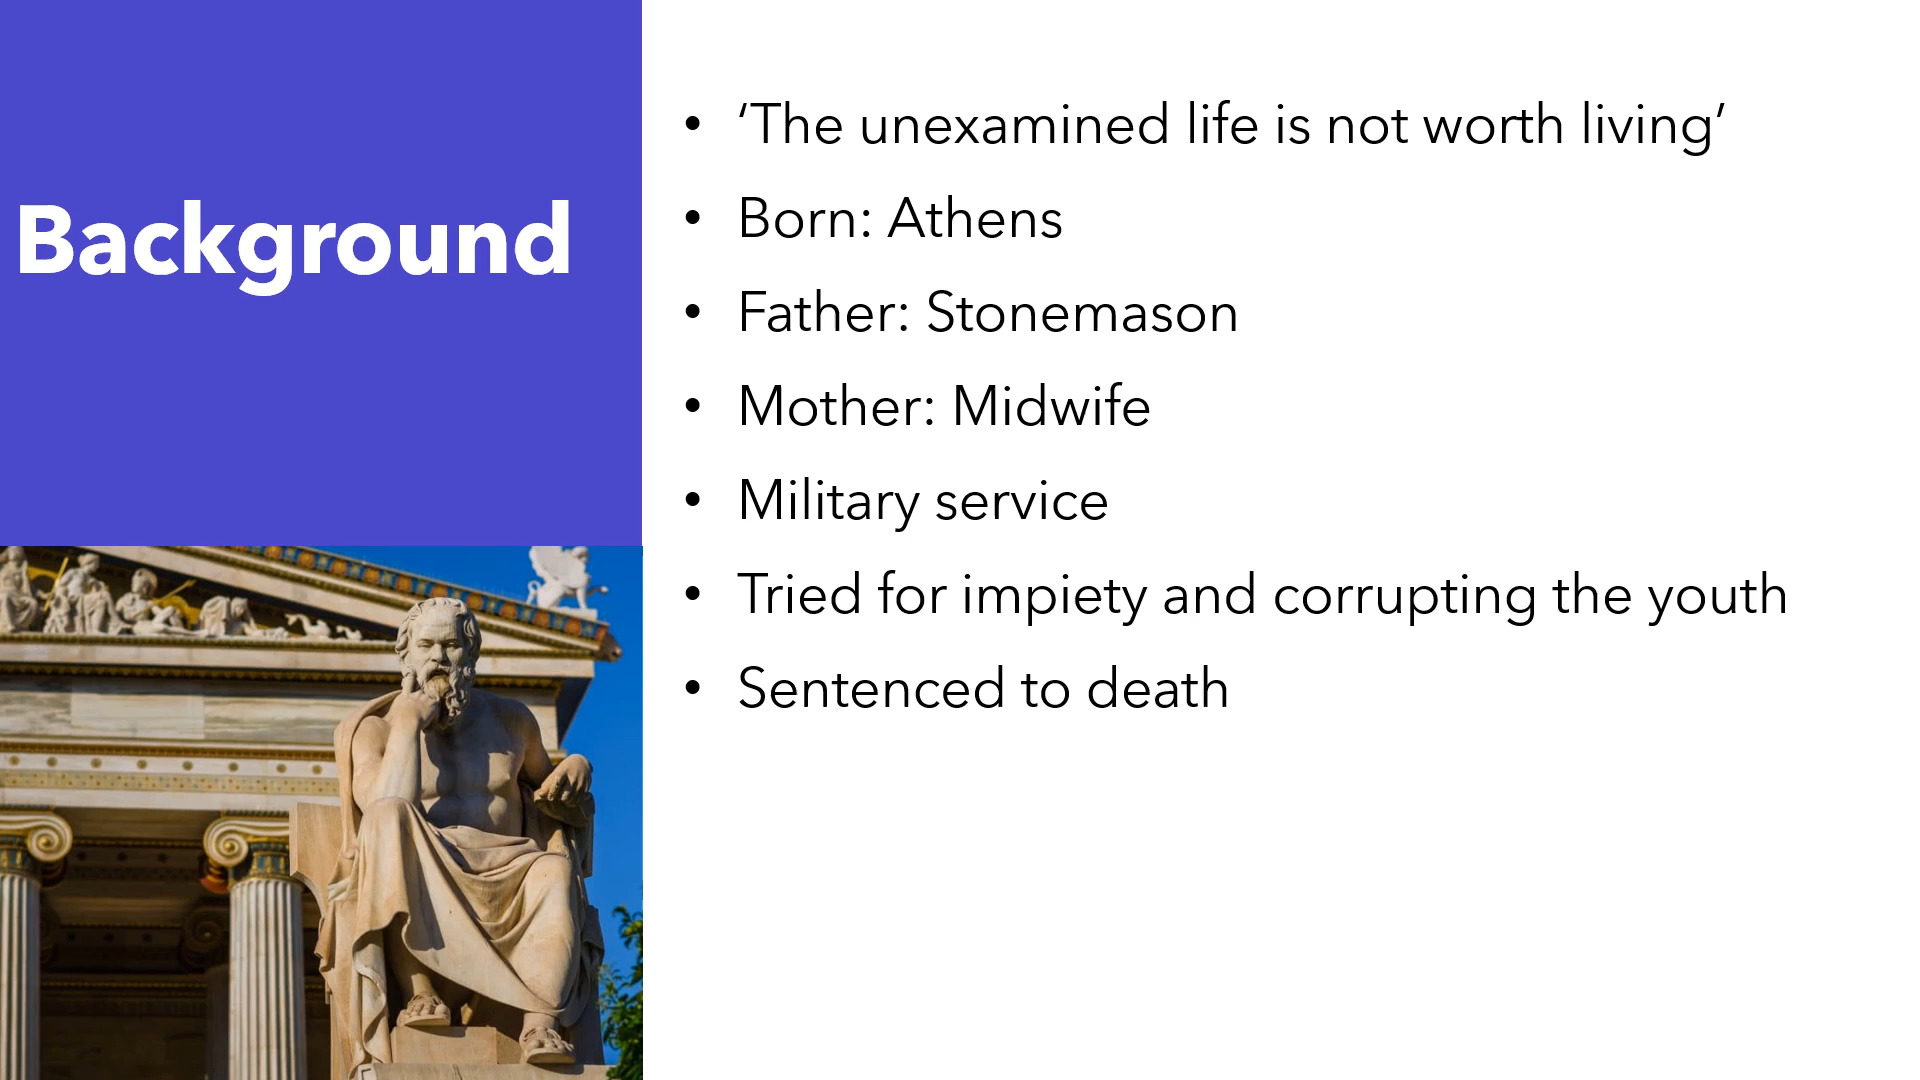 Background
• ‘The unexamined life is not worth living’
• Born: Athens
• Father: Stonemason
• Mother: Midwife
• Military service
• Tried for impiety and corrupting the youth
• Sentenced to death